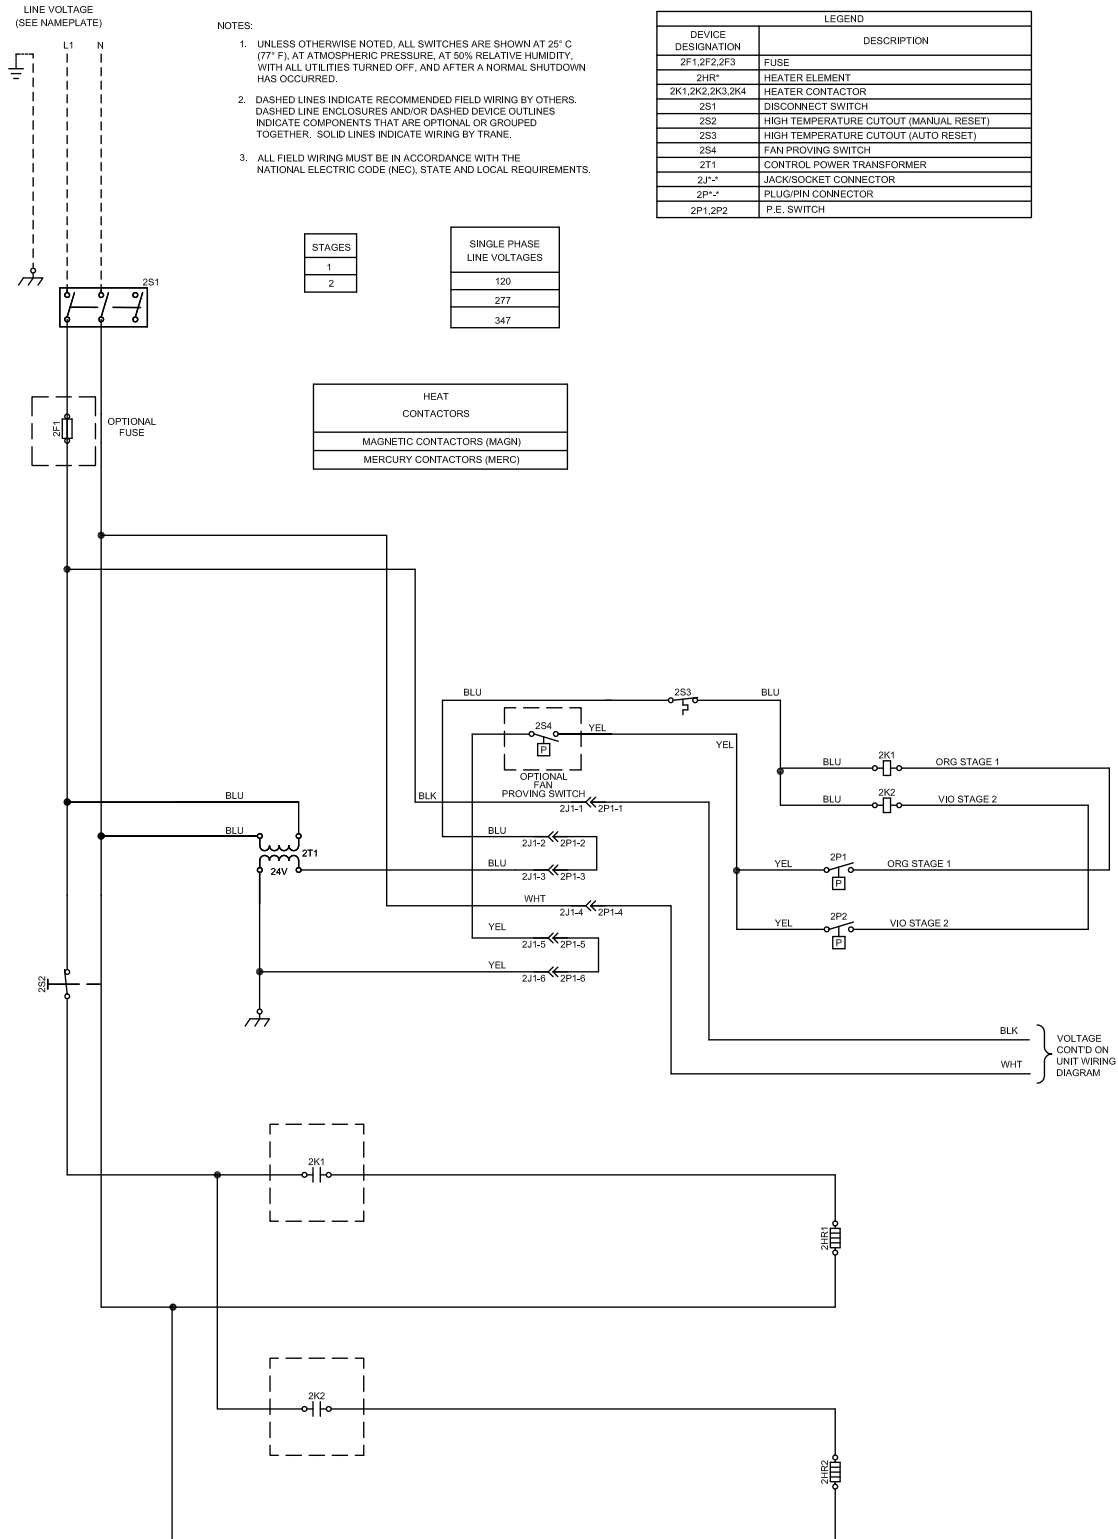 LINE VOLTAGE
(SEE NAMEPLATE)
L1 N
NOTES:
1. UNLESS OTHERWISE NOTED, ALL SWITCHES ARE SHOWN AT 25° C
(77° F), AT ATMOSPHERIC PRESSURE, AT 50% RELATIVE HUMIDITY,
WITH ALL UTILITIES TURNED OFF, AND AFTER A NORMAL SHUTDOWN
HAS OCCURRED.
2. DASHED LINES INDICATE RECOMMENDED FIELD WIRING BY OTHERS.
DASHED LINE ENCLOSURES AND/OR DASHED DEVICE OUTLINES
INDICATE COMPONENTS THAT ARE OPTIONAL OR GROUPED
TOGETHER. SOLID LINES INDICATE WIRING BY TRANE.
3. ALL FIELD WIRING MUST BE IN ACCORDANCE WITH THE
NATIONAL ELECTRIC CODE (NEC), STATE AND LOCAL REQUIREMENTS.
LEGEND
DEVICE
DESIGNATION
DESCRIPTION
2F1,2F2,2F3 FUSE
2HR* HEATER ELEMENT
2K1,2K2,2K3,2K4 HEATER CONTACTOR
2S1 DISCONNECT SWITCH
2S2 HIGH TEMPERATURE CUTOUT (MANUAL RESET)
2S3 HIGH TEMPERATURE CUTOUT (AUTO RESET)
2S4 FAN PROVING SWITCH
2T1 CONTROL POWER TRANSFORMER
2J*-* JACK/SOCKET CONNECTOR
2P*-* PLUG/PIN CONNECTOR
2P1,2P2 P.E. SWITCH
STAGES
1
2
SINGLE PHASE
LINE VOLTAGES
120
277
347
2S1
HEAT
CONTACTORS
MAGNETIC CONTACTORS (MAGN)
MERCURY CONTACTORS (MERC)
2F1
OPTIONAL
FUSE
BLU 2S3 BLU
2S4 YEL
P
YEL
OPTIONAL
FAN
PROVING SWITCH
BLU 2K1 ORG STAGE 1
BLU 2K2 VIO STAGE 2
BLU
BLK 2J1-1 2P1-1
BLU
BLU 2J1-2 2P1-2
2T1
24V
BLU 2J1-3 2P1-3
YEL 2P1 ORG STAGE 1
P
WHT 2J1-4 2P1-4
YEL 2P2 VIO STAGE 2
P
YEL 2J1-5 2P1-5
YEL 2J1-6 2P1-6
2S2
BLK
WHT
VOLTAGE
CONT'D ON
UNIT WIRING
DIAGRAM
2K1
2HR1
2K2
2HR2